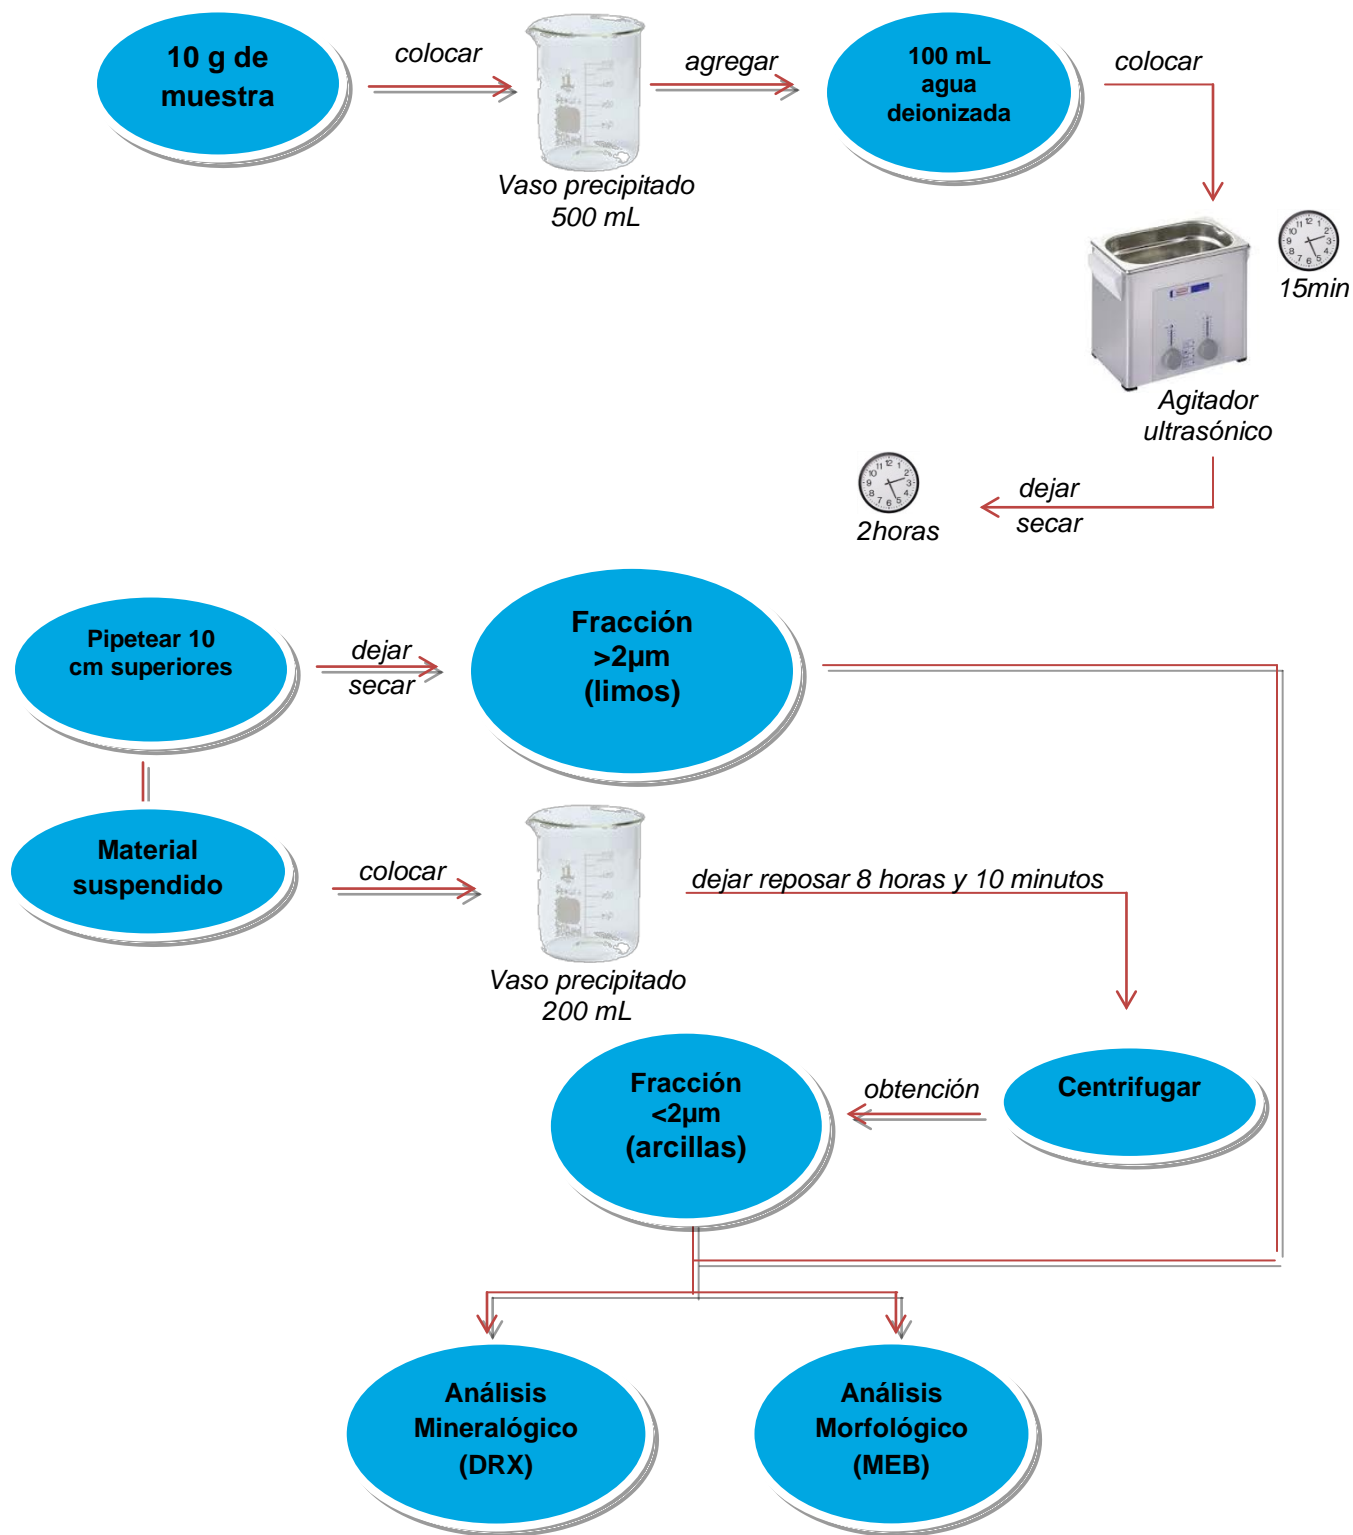 10 g de
muestra
colocar
Vaso precipitado
500 mL
agregar
100 mL
agua
deionizada
colocar
15min
Agitador
ultrasónico
dejar
secar
2horas
Pipetear 10
cm superiores
dejar
secar
Fracción
>2µm
(limos)
Material
suspendido
colocar
Vaso precipitado
200 mL
dejar reposar 8 horas y 10 minutos
Centrifugar
obtención
Fracción
<2µm
(arcillas)
Análisis
Mineralógico
(DRX)
Análisis
Morfológico
(MEB)